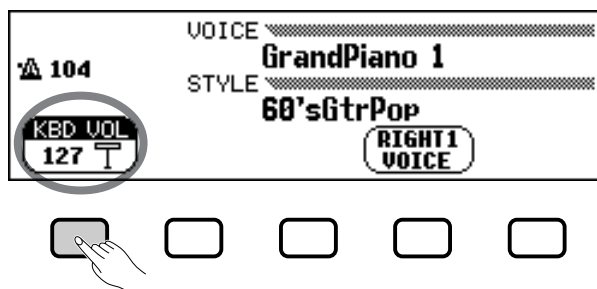 VOICE
GrandPiano 1
104
STYLE
60'sGtrPop
KBD VOL
127
RIGHT1
VOICE